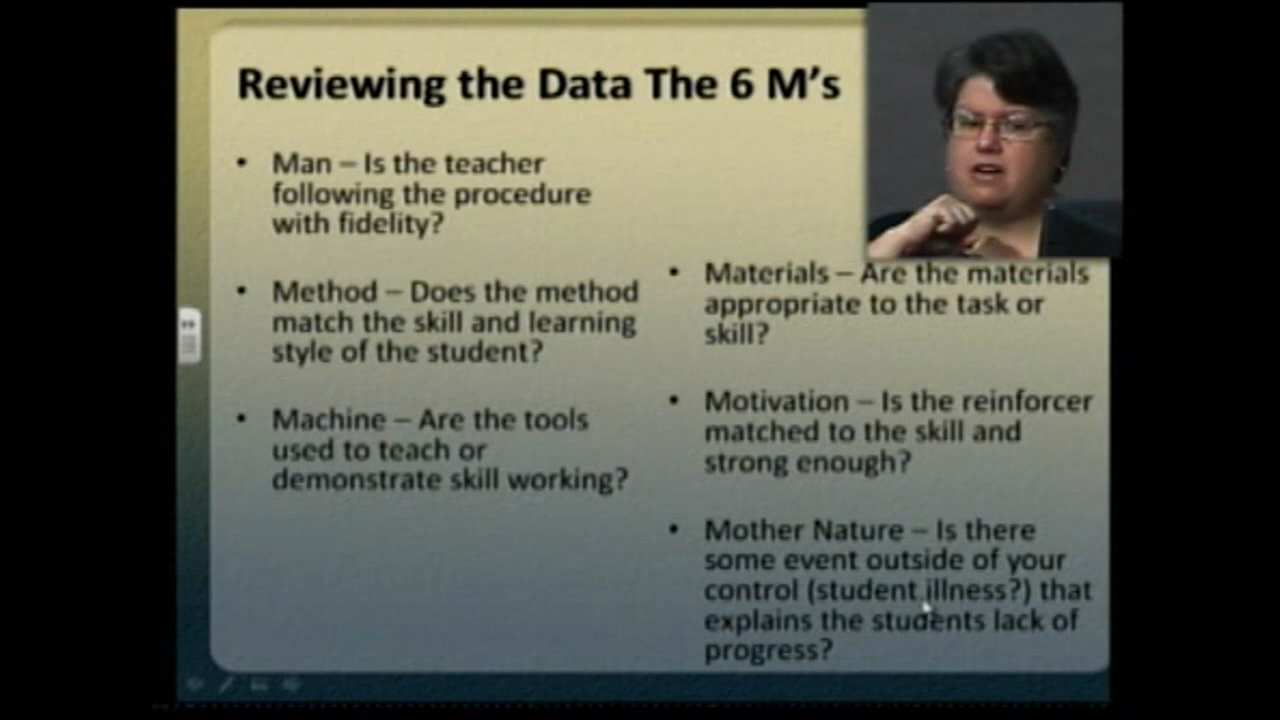 Reviewing the Data The 6 M's
• Man – Is the teacher
following the procedure
with fidelity?
• Method – Does the method
match the skill and learning
style of the student?
• Machine – Are the tools
used to teach or
demonstrate skill working?
• Materials – Are the materials
appropriate to the task or
skill?
• Motivation – Is the reinforcer
matched to the skill and
strong enough?
• Mother Nature – Is there
some event outside of your
control (student illness?) that
explains the students lack of
progress?